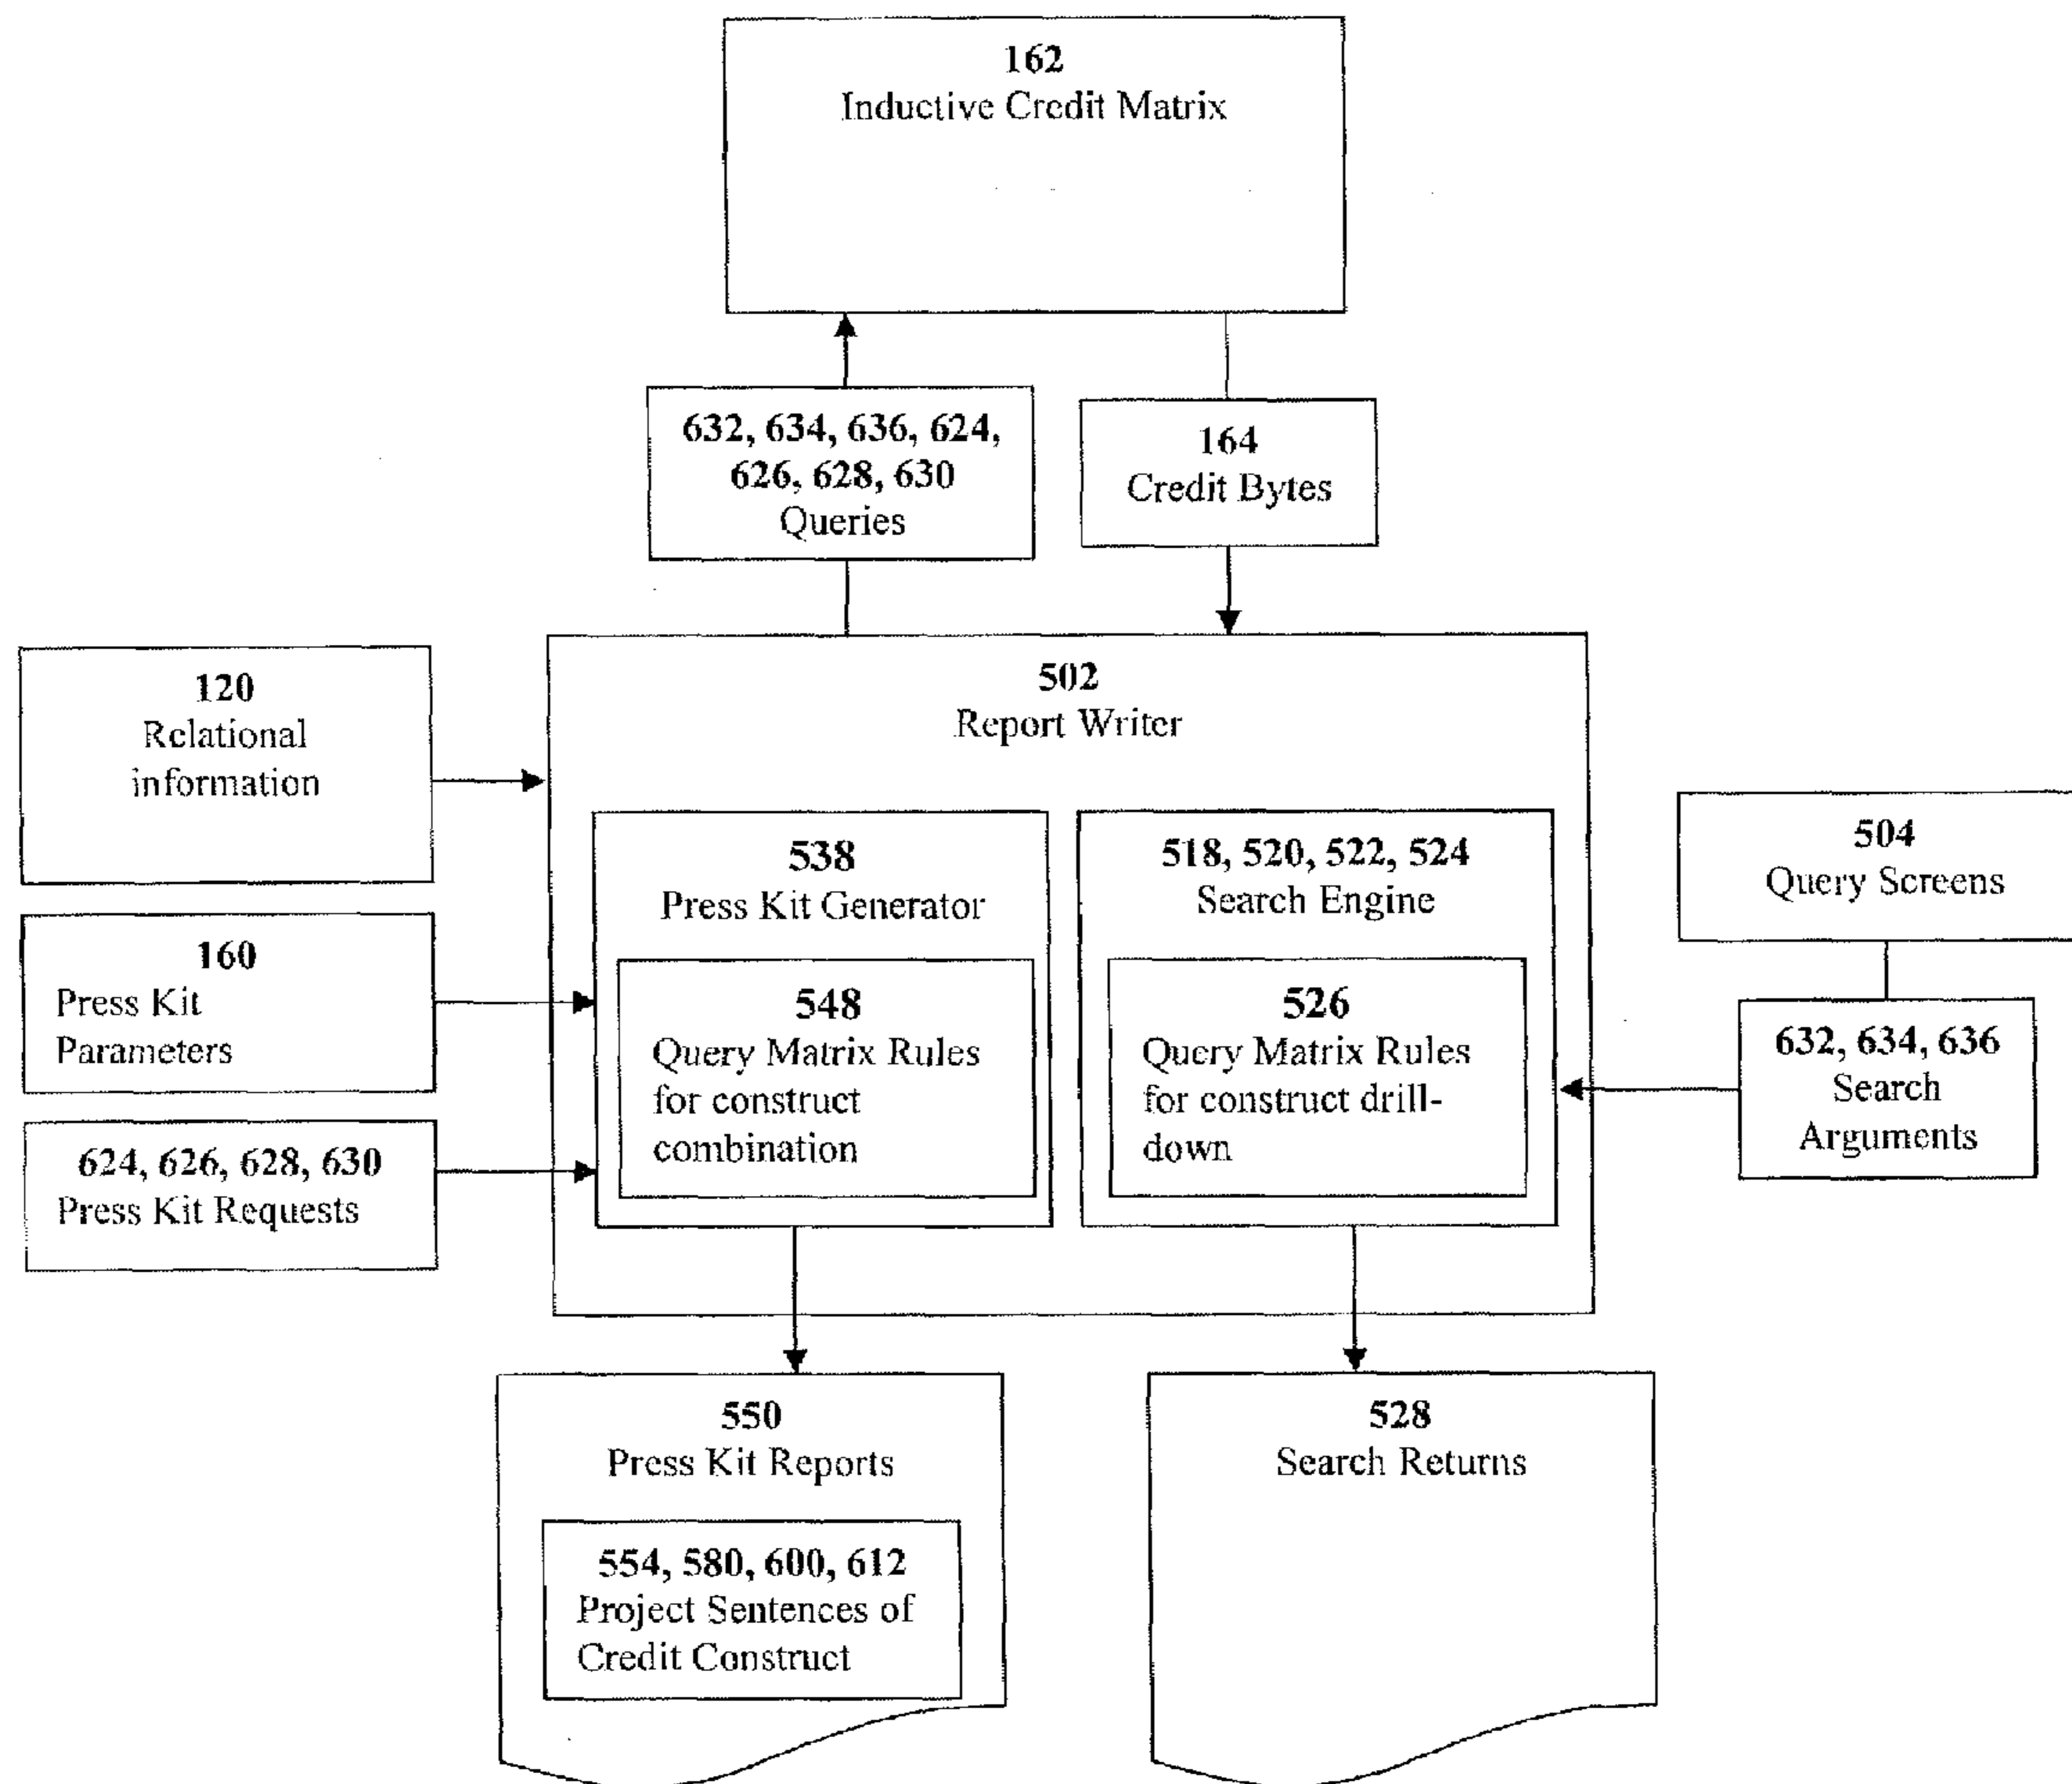 162
Inductive Credit Matrix
632, 634, 636, 624,
626, 628, 630
Queries
164
Credit Bytes
120
Relational
information
502
Report Writer
160
Press Kit
Parameters
624, 626, 628, 630
Press Kit Requests
538
Press Kit Generator
548
Query Matrix Rules
for construct
combination
518, 520, 522, 524
Search Engine
526
Query Matrix Rules
for construct drill-
down
504
Query Screens
632, 634, 636
Search
Arguments
550
Press Kit Reports
554, 580, 600, 612
Project Sentences of
Credit Construct
528
Search Returns